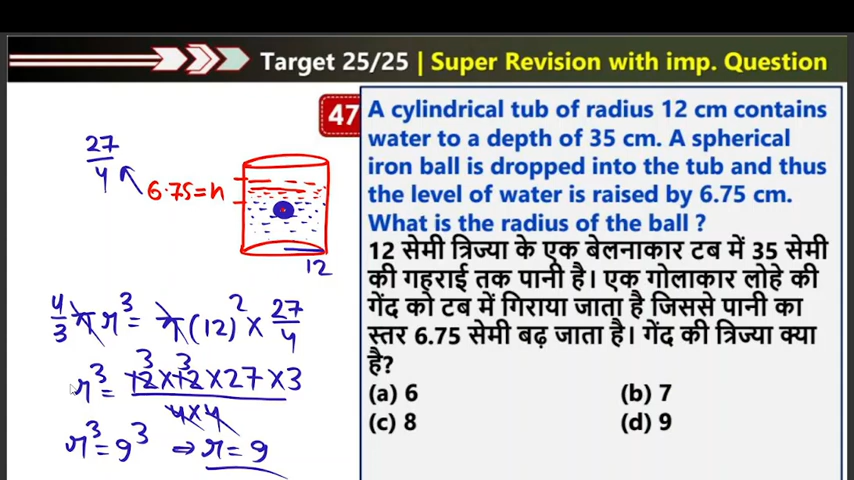 Target 25/25 | Super Revision with imp. Question
47
A cylindrical tub of radius 12 cm contains
water to a depth of 35 cm. A spherical
iron ball is dropped into the tub and thus
the level of water is raised by 6.75 cm.
What is the radius of the ball ?
12 सेमी त्रिज्या के एक बेलनाकार टब में 35 सेमी
की गहराई तक पानी है। एक गोलाकार लोहे की
गेंद को टब में गिराया जाता है जिससे पानी का
स्तर 6.75 सेमी बढ़ जाता है। गेंद की त्रिज्या क्या
है?
(a) 6 (b) 7
(c) 8 (d) 9
27/4
6.75=h
12
4/3 π r³ = π (12)² × 27/4
r³ = 12³ × 12³ × 27 × 3 / 4×4
r³ = 9³ ⇒ r = 9